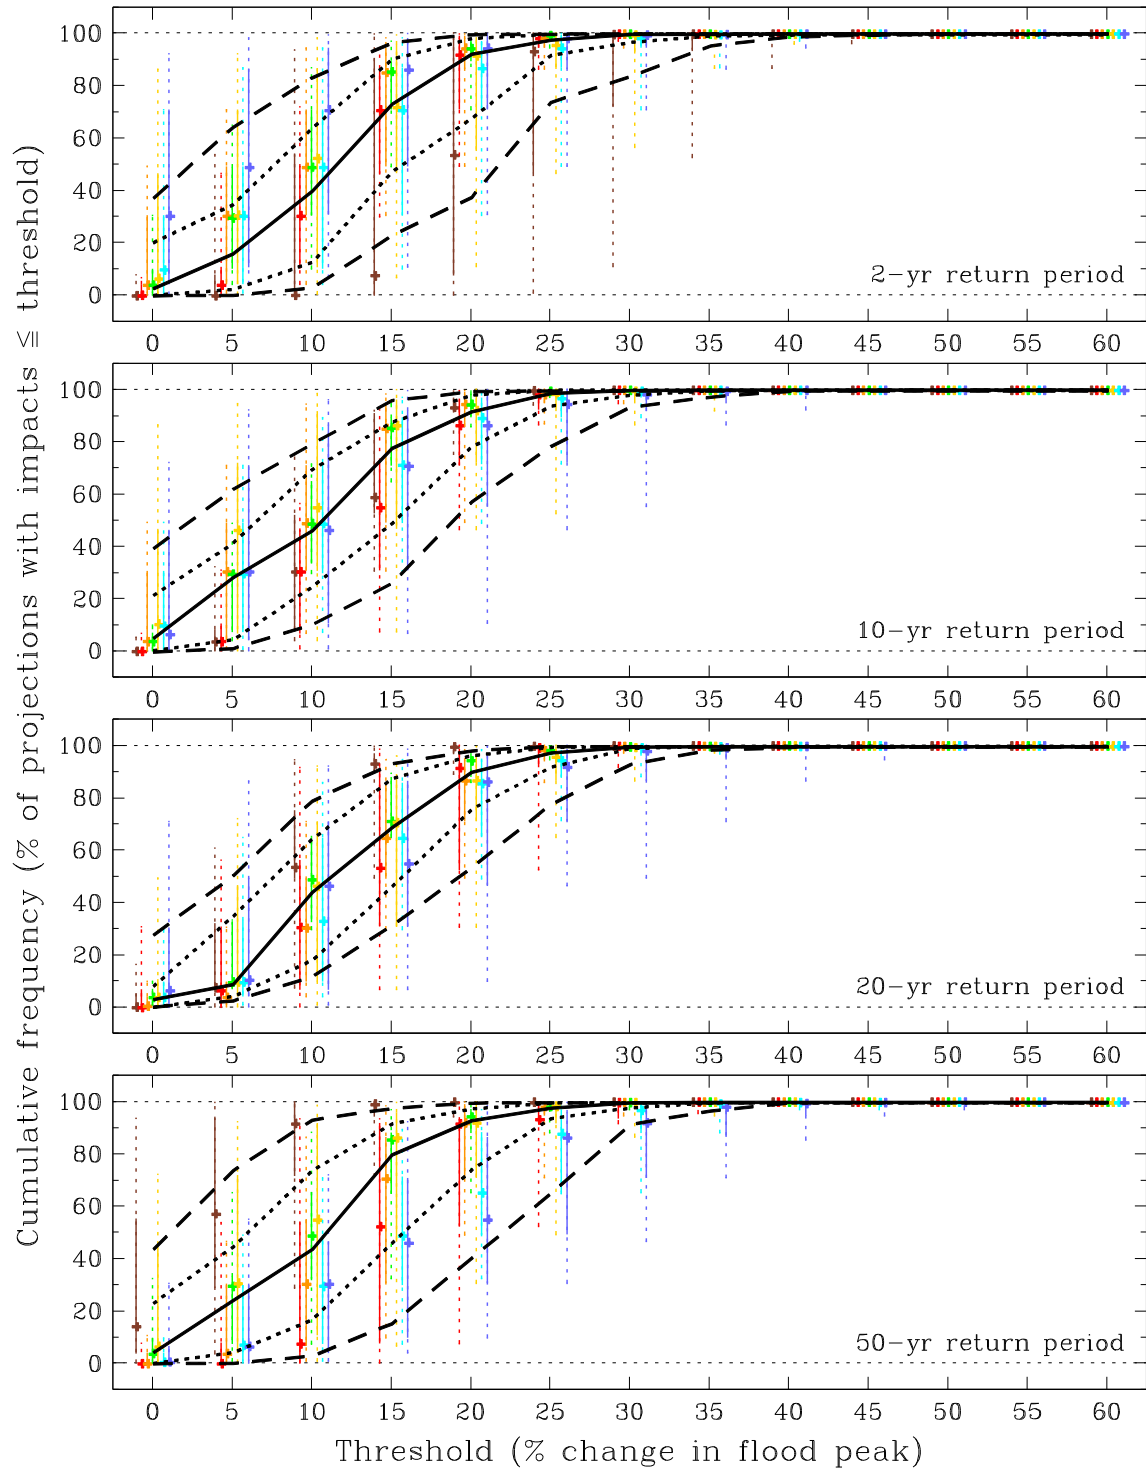 Cumulative frequency (% of projections with impacts ≦ threshold)
100
80
60
40
20
0
2-yr return period
0 5 10 15 20 25 30 35 40 45 50 55 60
100
80
60
40
20
0
10-yr return period
0 5 10 15 20 25 30 35 40 45 50 55 60
100
80
60
40
20
0
20-yr return period
0 5 10 15 20 25 30 35 40 45 50 55 60
100
80
60
40
20
0
50-yr return period
0 5 10 15 20 25 30 35 40 45 50 55 60
Threshold (% change in flood peak)